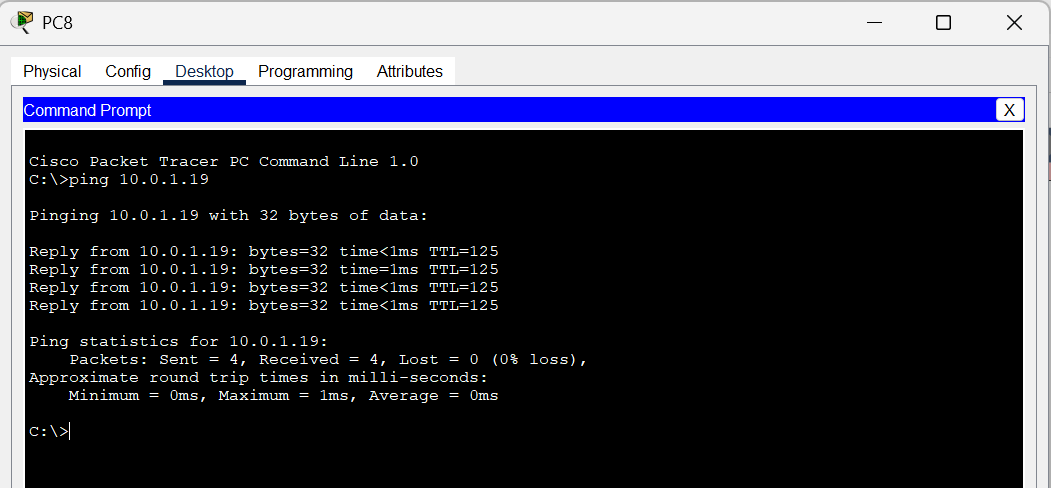 PC8
Physical Config Desktop Programming Attributes
Command Prompt X
Cisco Packet Tracer PC Command Line 1.0
C:\>ping 10.0.1.19
Pinging 10.0.1.19 with 32 bytes of data:
Reply from 10.0.1.19: bytes=32 time<1ms TTL=125
Reply from 10.0.1.19: bytes=32 time=1ms TTL=125
Reply from 10.0.1.19: bytes=32 time<1ms TTL=125
Reply from 10.0.1.19: bytes=32 time<1ms TTL=125
Ping statistics for 10.0.1.19:
    Packets: Sent = 4, Received = 4, Lost = 0 (0% loss),
Approximate round trip times in milli-seconds:
    Minimum = 0ms, Maximum = 1ms, Average = 0ms
C:\>